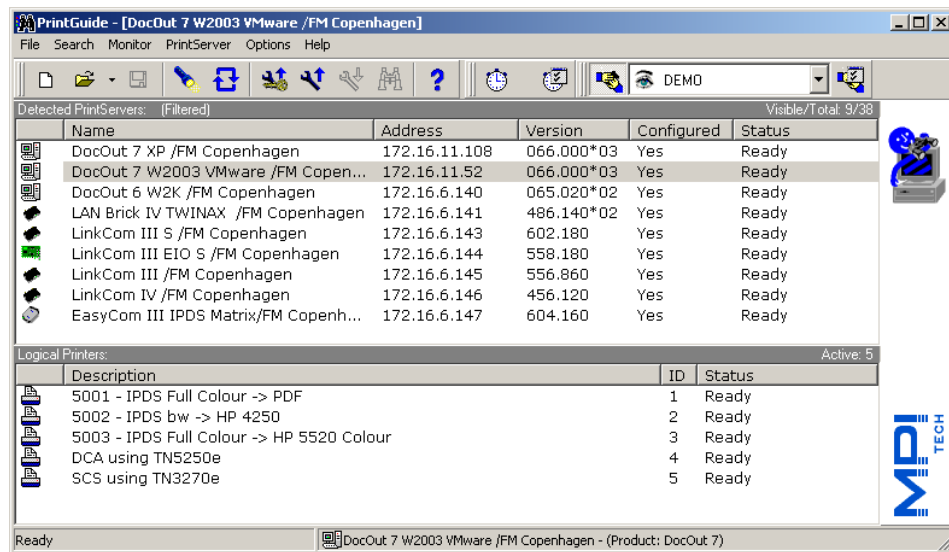 PrintGuide - [DocOut 7 W2003 VMware /FM Copenhagen]
File Search Monitor PrintServer Options Help
DEMO
Detected PrintServers: (Filtered) Visible/Total: 9/38
Name Address Version Configured Status
DocOut 7 XP /FM Copenhagen 172.16.11.108 066.000*03 Yes Ready
DocOut 7 W2003 VMware /FM Copen... 172.16.11.52 066.000*03 Yes Ready
DocOut 6 W2K /FM Copenhagen 172.16.6.140 065.020*02 Yes Ready
LAN Brick IV TWINAX /FM Copenhagen 172.16.6.141 486.140*02 Yes Ready
LinkCom III S /FM Copenhagen 172.16.6.143 602.180 Yes Ready
LinkCom III EIO S /FM Copenhagen 172.16.6.144 558.180 Yes Ready
LinkCom III /FM Copenhagen 172.16.6.145 556.860 Yes Ready
LinkCom IV /FM Copenhagen 172.16.6.146 456.120 Yes Ready
EasyCom III IPDS Matrix/FM Copenh... 172.16.6.147 604.160 Yes Ready
Logical Printers: Active: 5
Description ID Status
5001 - IPDS Full Colour -> PDF 1 Ready
5002 - IPDS bw -> HP 4250 2 Ready
5003 - IPDS Full Colour -> HP 5520 Colour 3 Ready
DCA using TN5250e 4 Ready
SCS using TN3270e 5 Ready
MPI TECH
Ready DocOut 7 W2003 VMware /FM Copenhagen - (Product: DocOut 7)